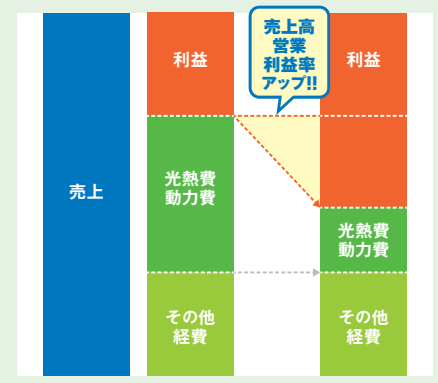 売上高
営業
利益率
アップ!!
利益
利益
売上
光熱費
動力費
光熱費
動力費
その他
経費
その他
経費